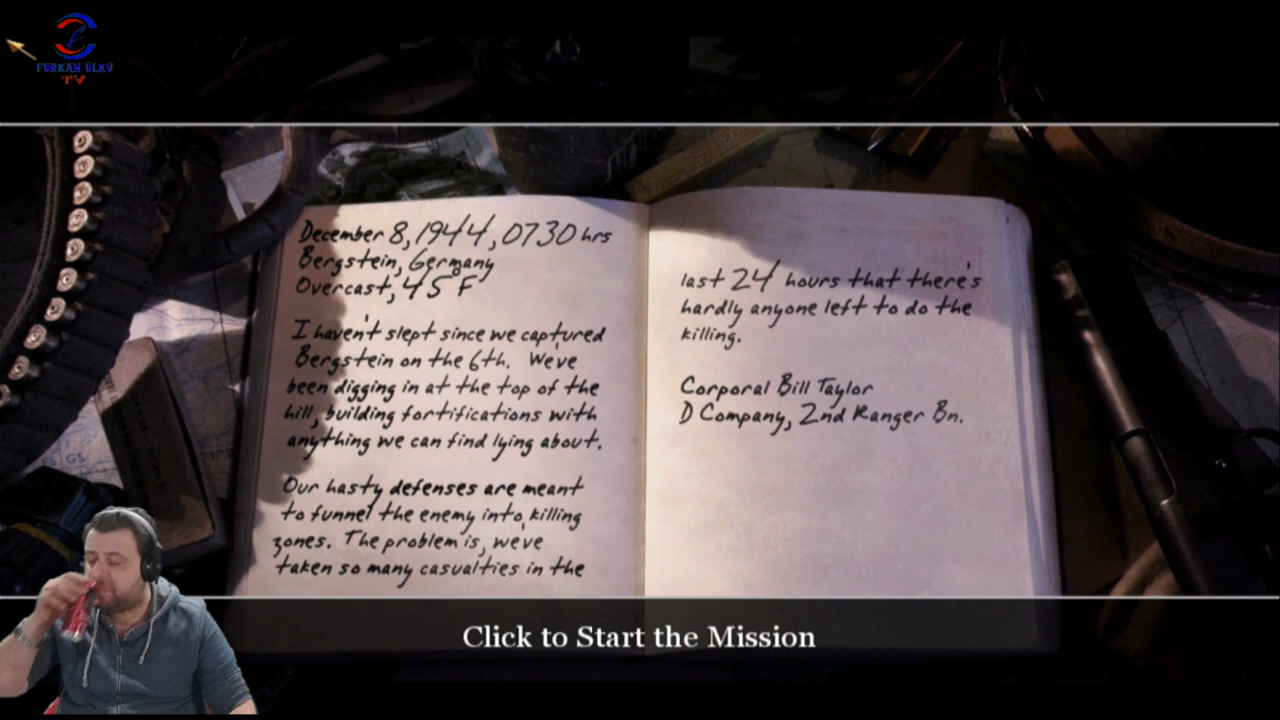 FURKAN ÜLKÜ
TV
December 8, 1944, 0730 hrs
Bergstein, Germany
Overcast, 45° F
I haven't slept since we captured
Bergstein on the 6th. We've
been digging in at the top of the
hill, building fortifications with
anything we can find lying about.
Our hasty defenses are meant
to funnel the enemy into killing
zones. The problem is, we've
taken so many casualties in the
last 24 hours that there's
hardly anyone left to do the
killing.
Corporal Bill Taylor
D Company, 2nd Ranger Bn.
Click to Start the Mission